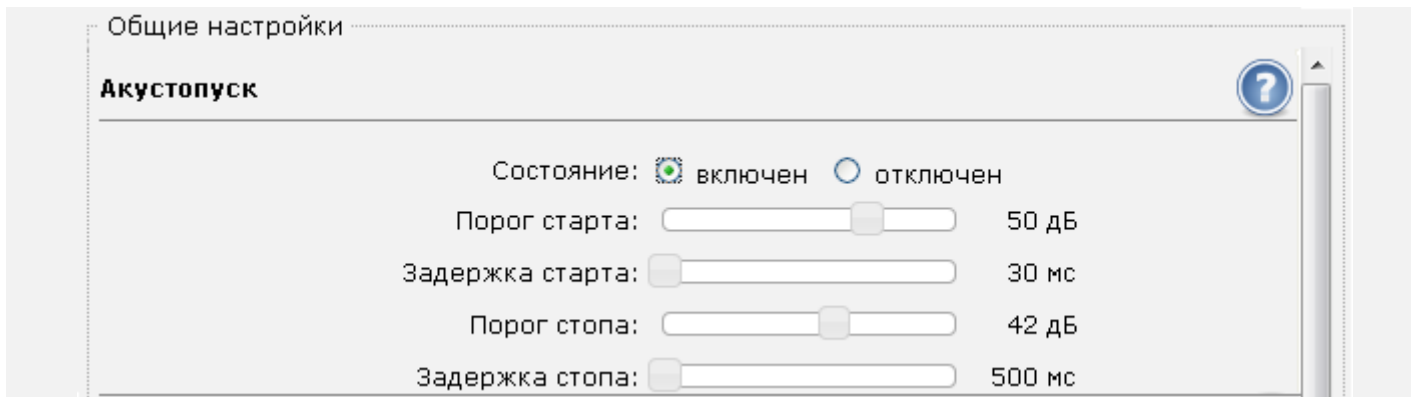 Общие настройки
Акустопуск
?
Состояние: включен отключен
Порог старта: 50 дБ
Задержка старта: 30 мс
Порог стопа: 42 дБ
Задержка стопа: 500 мс